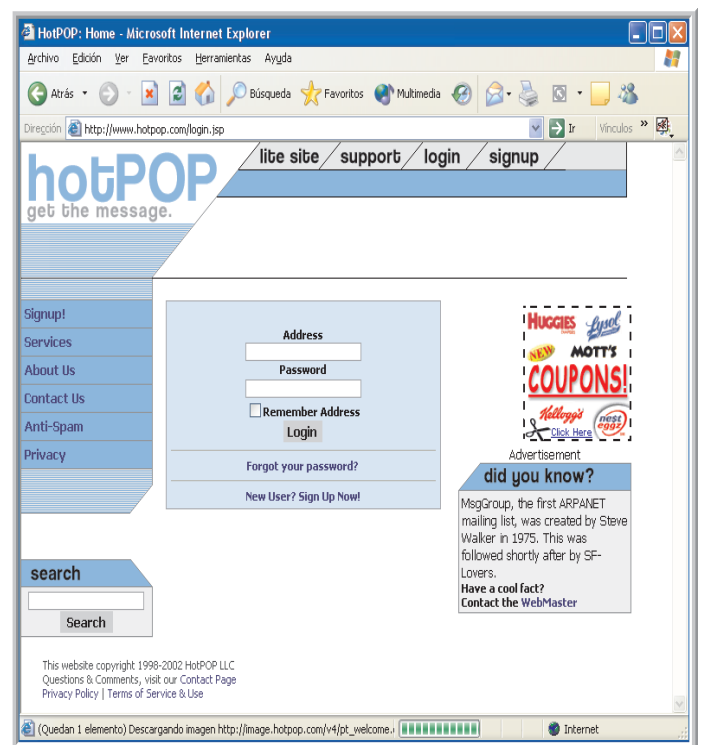 HotPOP: Home - Microsoft Internet Explorer
Archivo Edición Ver Favoritos Herramientas Ayuda
Atrás Búsqueda Favoritos Multimedia
Dirección http://www.hotpop.com/login.jsp Ir Vínculos »
hotPOP
get the message.
lite site support login signup
Signup!
Services
About Us
Contact Us
Anti-Spam
Privacy
search
Search
Address
Password
Remember Address
Login
Forgot your password?
New User? Sign Up Now!
HUGGIES Lysol
NEW MOTT'S
COUPONS!
Kellogg's nest eggz
Click Here
Advertisement
did you know?
MsgGroup, the first ARPANET
mailing list, was created by Steve
Walker in 1975. This was
followed shortly after by SF-
Lovers.
Have a cool fact?
Contact the WebMaster
This website copyright 1998-2002 HotPOP LLC
Questions & Comments, visit our Contact Page
Privacy Policy | Terms of Service & Use
(Quedan 1 elemento) Descargando imagen http://image.hotpop.com/v4/pt_welcome. Internet